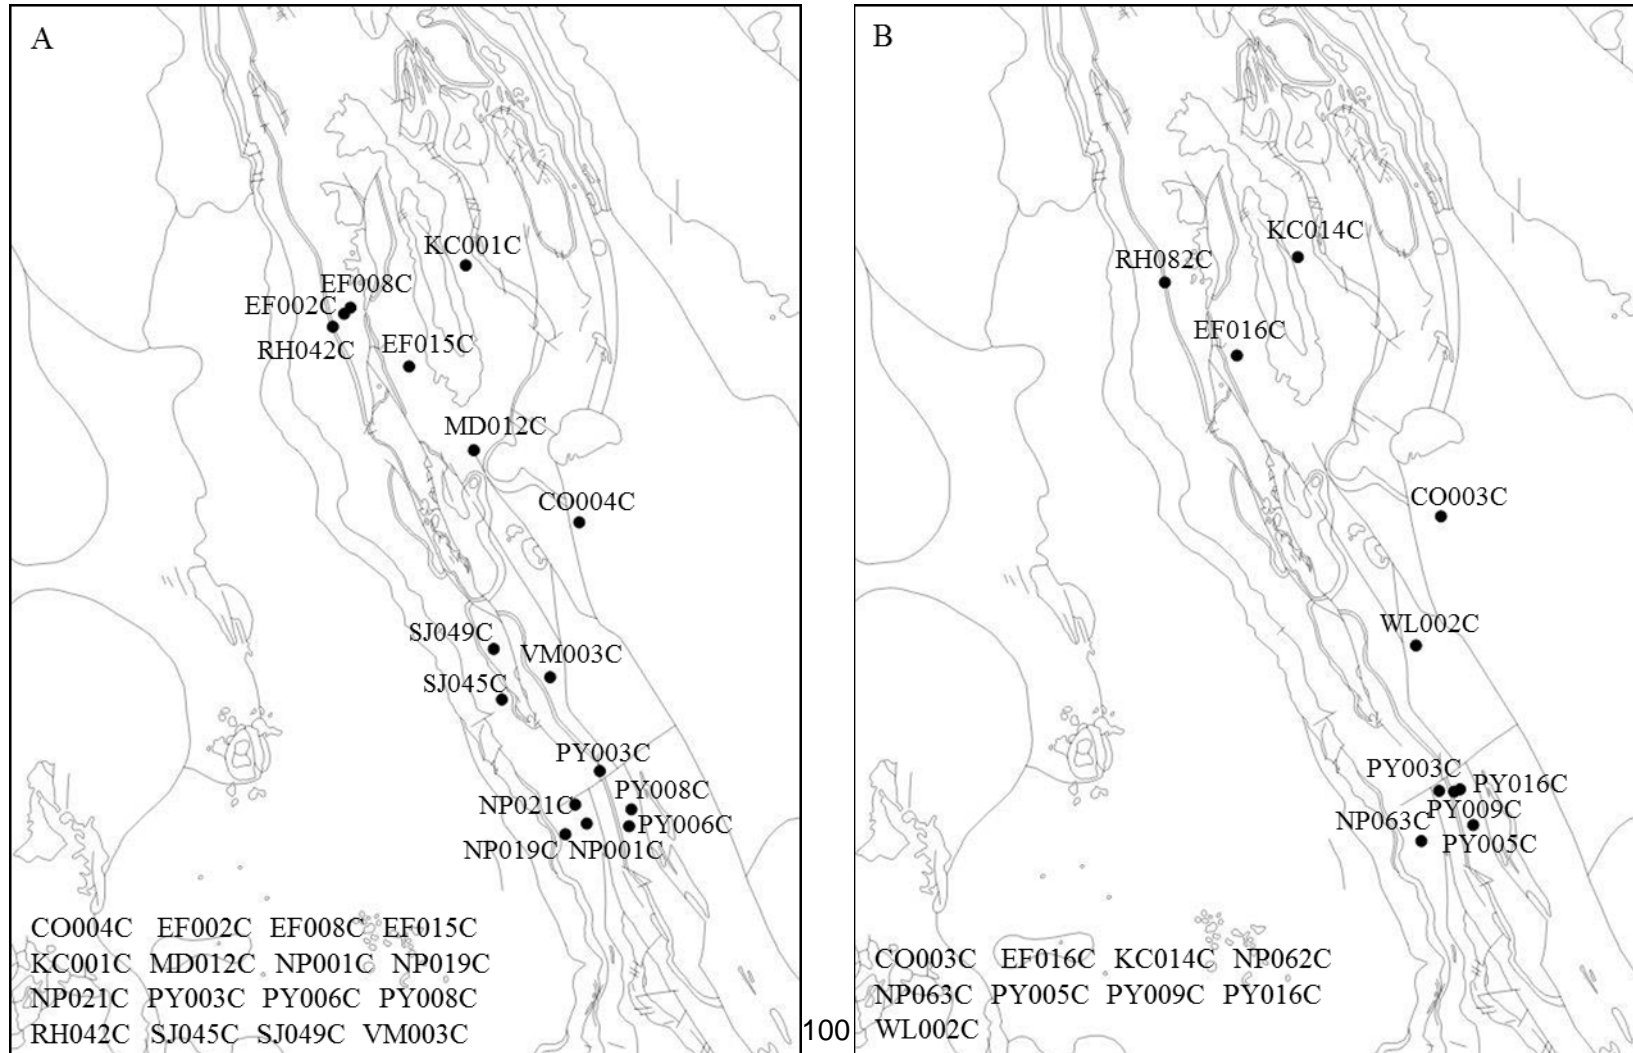 A
KC001C
EF008C
EF002C
RH042C
EF015C
MD012C
CO004C
SJ049C
VM003C
SJ045C
PY003C
PY008C
NP021C
PY006C
NP019C NP001C
CO004C EF002C EF008C EF015C
KC001C MD012C NP001C NP019C
NP021C PY003C PY006C PY008C
RH042C SJ045C SJ049C VM003C
100
B
KC014C
RH082C
EF016C
CO003C
WL002C
PY003C
PY016C
PY009C
NP063C
PY005C
CO003C EF016C KC014C NP062C
NP063C PY005C PY009C PY016C
WL002C